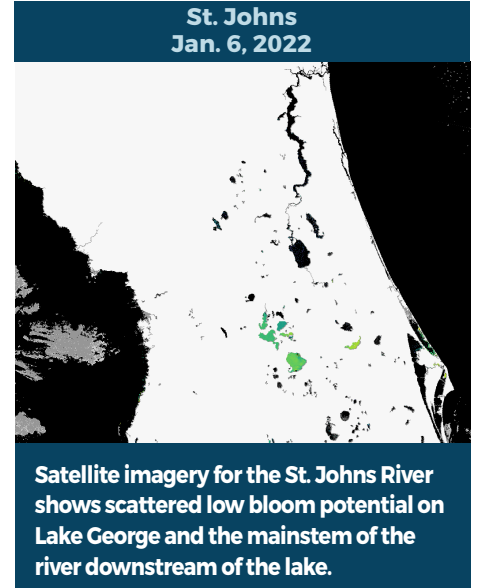 St. Johns
Jan. 6, 2022
Satellite imagery for the St. Johns River
shows scattered low bloom potential on
Lake George and the mainstem of the
river downstream of the lake.